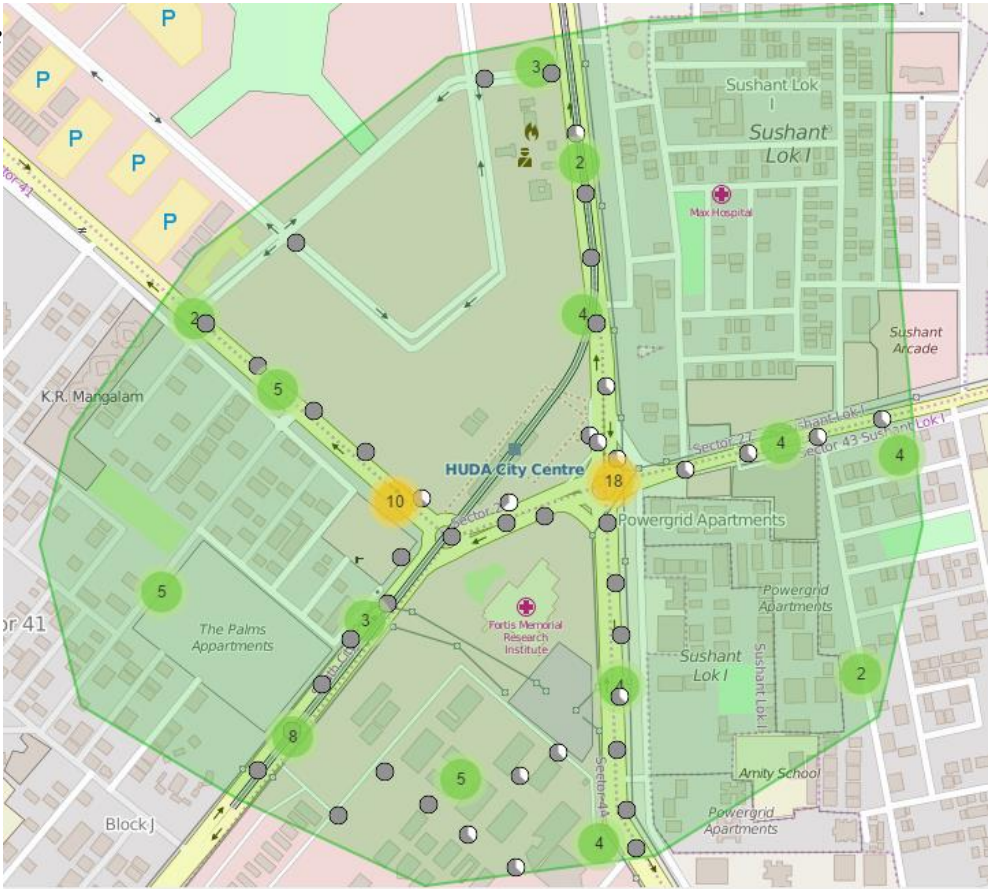 P
3
P
2
Sushant Lok
I
Sushant
Lok I
P
P
Max Hospital
P
2
4
Sushant
Arcade
5
K.R. Mangalam
Sushant Lok I
Sector 27
4
Sector 43 Sushant Lok I
4
HUDA City Centre
18
10
Powergrid Apartments
5
Powergrid
Apartments
Fortis Memorial
Research
Institute
3
The Palms
Appartments
Sushant
Lok I
Sushant Lok I
2
4
8
5
Sector 44
Amity School
Block J
Powergrid
Apartments
4